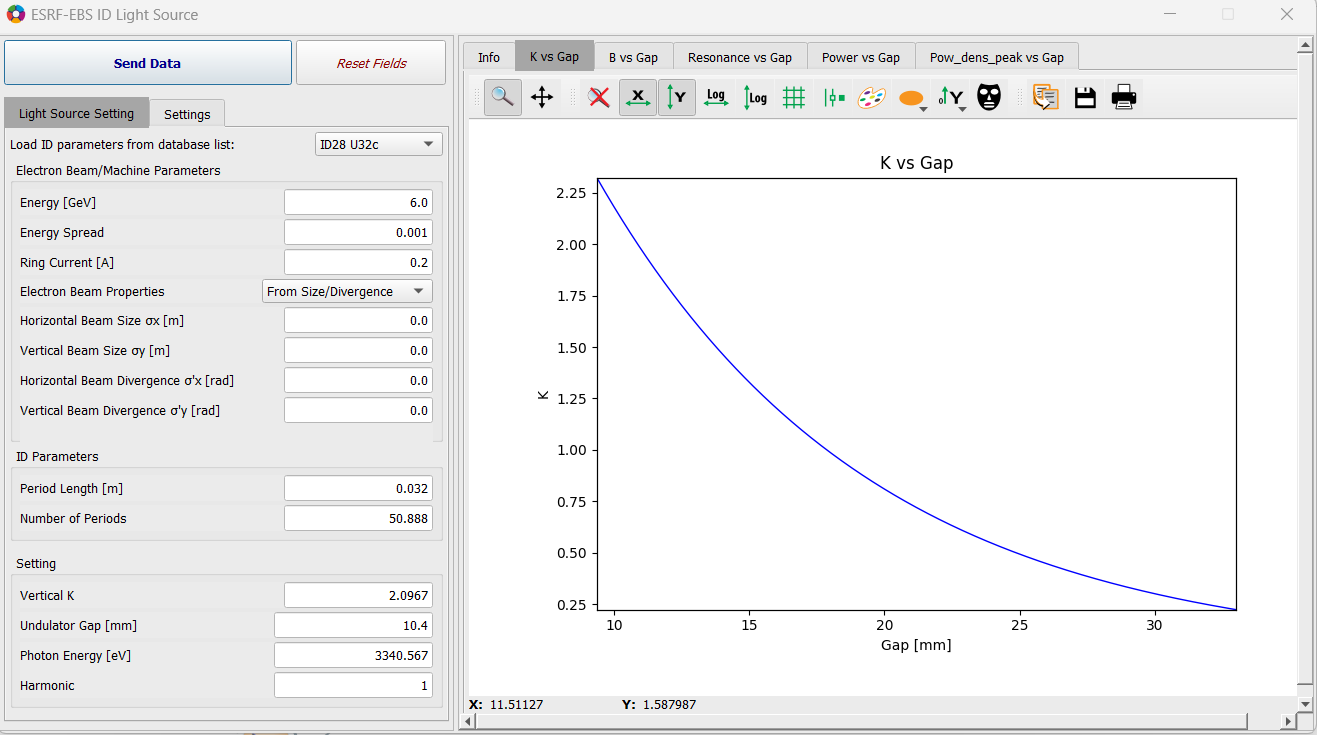 ESRF-EBS ID Light Source
Send Data
Reset Fields
Light Source Setting
Settings
Load ID parameters from database list:
ID28 U32c
Electron Beam/Machine Parameters
Energy [GeV]
6.0
Energy Spread
0.001
Ring Current [A]
0.2
Electron Beam Properties
From Size/Divergence
Horizontal Beam Size σx [m]
0.0
Vertical Beam Size σy [m]
0.0
Horizontal Beam Divergence σ'x [rad]
0.0
Vertical Beam Divergence σ'y [rad]
0.0
ID Parameters
Period Length [m]
0.032
Number of Periods
50.888
Setting
Vertical K
2.0967
Undulator Gap [mm]
10.4
Photon Energy [eV]
3340.567
Harmonic
1
Info
K vs Gap
B vs Gap
Resonance vs Gap
Power vs Gap
Pow_dens_peak vs Gap
X
Y
Log
Log
Y
K vs Gap
2.25
2.00
1.75
1.50
1.25
1.00
0.75
0.50
0.25
K
10
15
20
25
30
Gap [mm]
X: 11.51127
Y: 1.587987